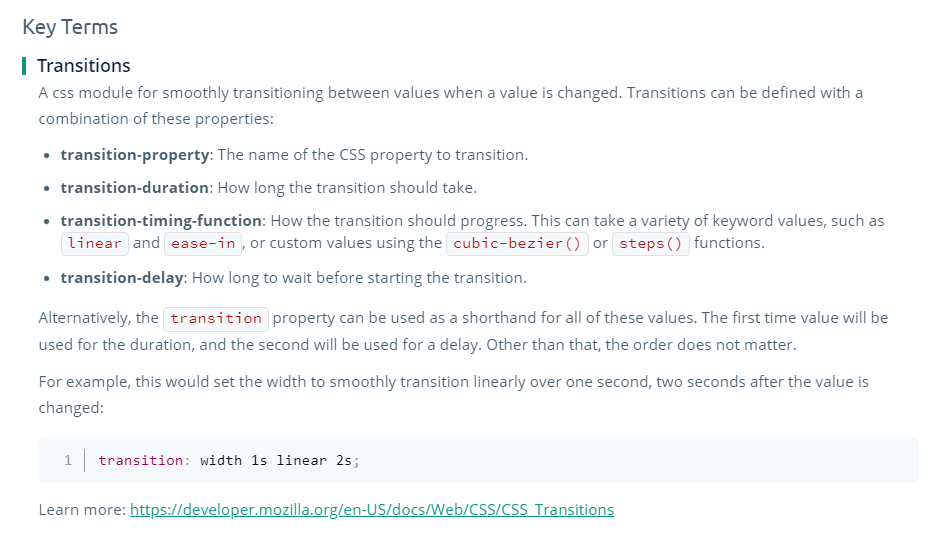 Key Terms
Transitions
A css module for smoothly transitioning between values when a value is changed. Transitions can be defined with a
combination of these properties:
• transition-property: The name of the CSS property to transition.
• transition-duration: How long the transition should take.
• transition-timing-function: How the transition should progress. This can take a variety of keyword values, such as
linear and ease-in, or custom values using the cubic-bezier() or steps() functions.
• transition-delay: How long to wait before starting the transition.
Alternatively, the transition property can be used as a shorthand for all of these values. The first time value will be
used for the duration, and the second will be used for a delay. Other than that, the order does not matter.
For example, this would set the width to smoothly transition linearly over one second, two seconds after the value is
changed:
1 transition: width 1s linear 2s;
Learn more: https://developer.mozilla.org/en-US/docs/Web/CSS/CSS_Transitions